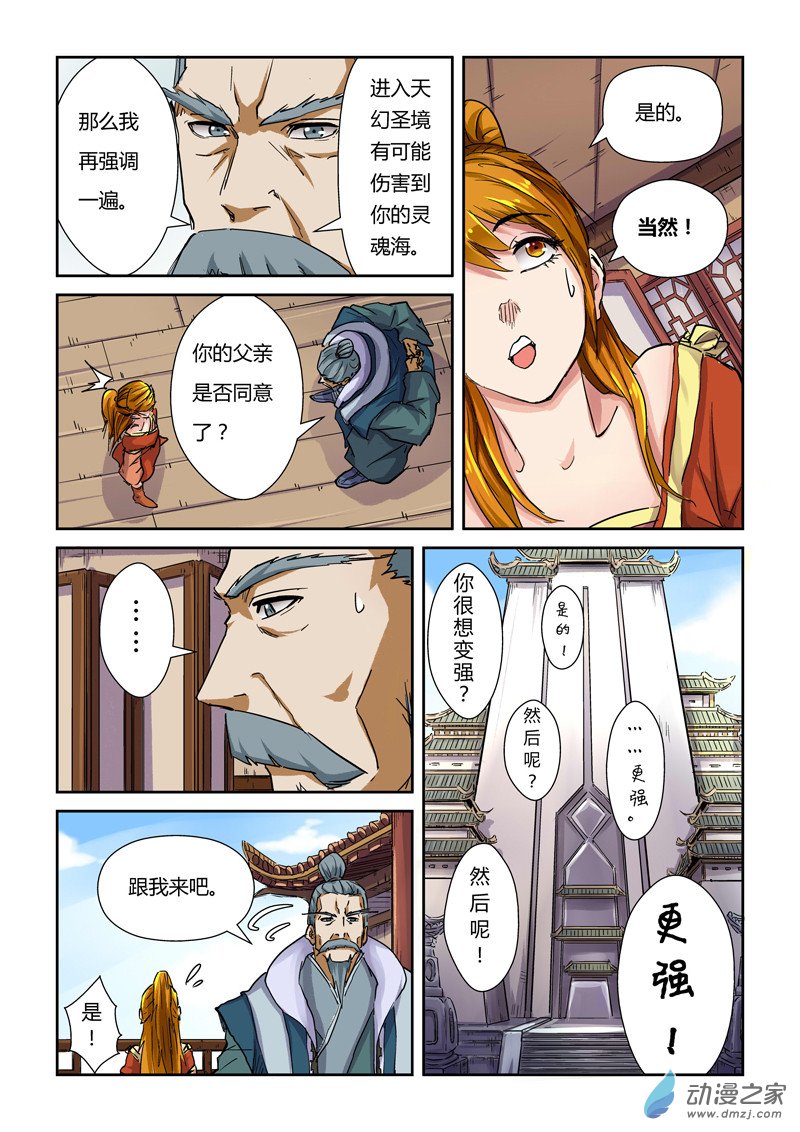 那么我
再强调
一遍。
进入天
幻圣境
有可能
伤害到
你的灵
魂海。
是的。
当然！
你的父亲
是否同意
了？
……
你很想变强？
是的！
然后呢？
……更强。
然后呢！
更强！
跟我来吧。
是！
动漫之家
www.dmzj.com